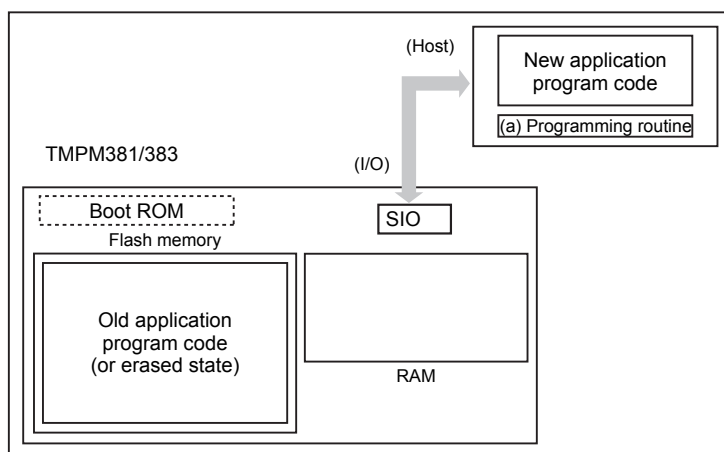 (Host)
New application
program code
(a) Programming routine
TMPM381/383
(I/O)
Boot ROM
SIO
Flash memory
Old application
program code
(or erased state)
RAM